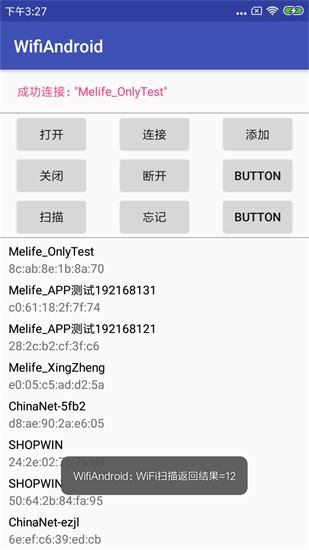 下午3:27
WifiAndroid
成功连接："Melife_OnlyTest"
打开 连接 添加
关闭 断开 BUTTON
扫描 忘记 BUTTON
Melife_OnlyTest
8c:ab:8e:1b:8a:70
Melife_APP测试192168131
c0:61:18:2f:7f:74
Melife_APP测试192168121
28:2c:b2:cf:3f:c6
Melife_XingZheng
e0:05:c5:ad:d2:5a
ChinaNet-5fb2
d8:ae:90:2a:e6:05
SHOPWIN
24:2e:02:
SHOPWIN
50:64:2b:84:fa:95
ChinaNet-ezjl
6e:ef:c6:39:ed:cb
WifiAndroid：WiFi扫描返回结果=12